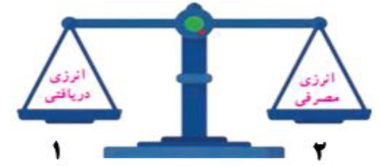 انرژی
دریافتی
انرژی
مصرفی
۱
۲